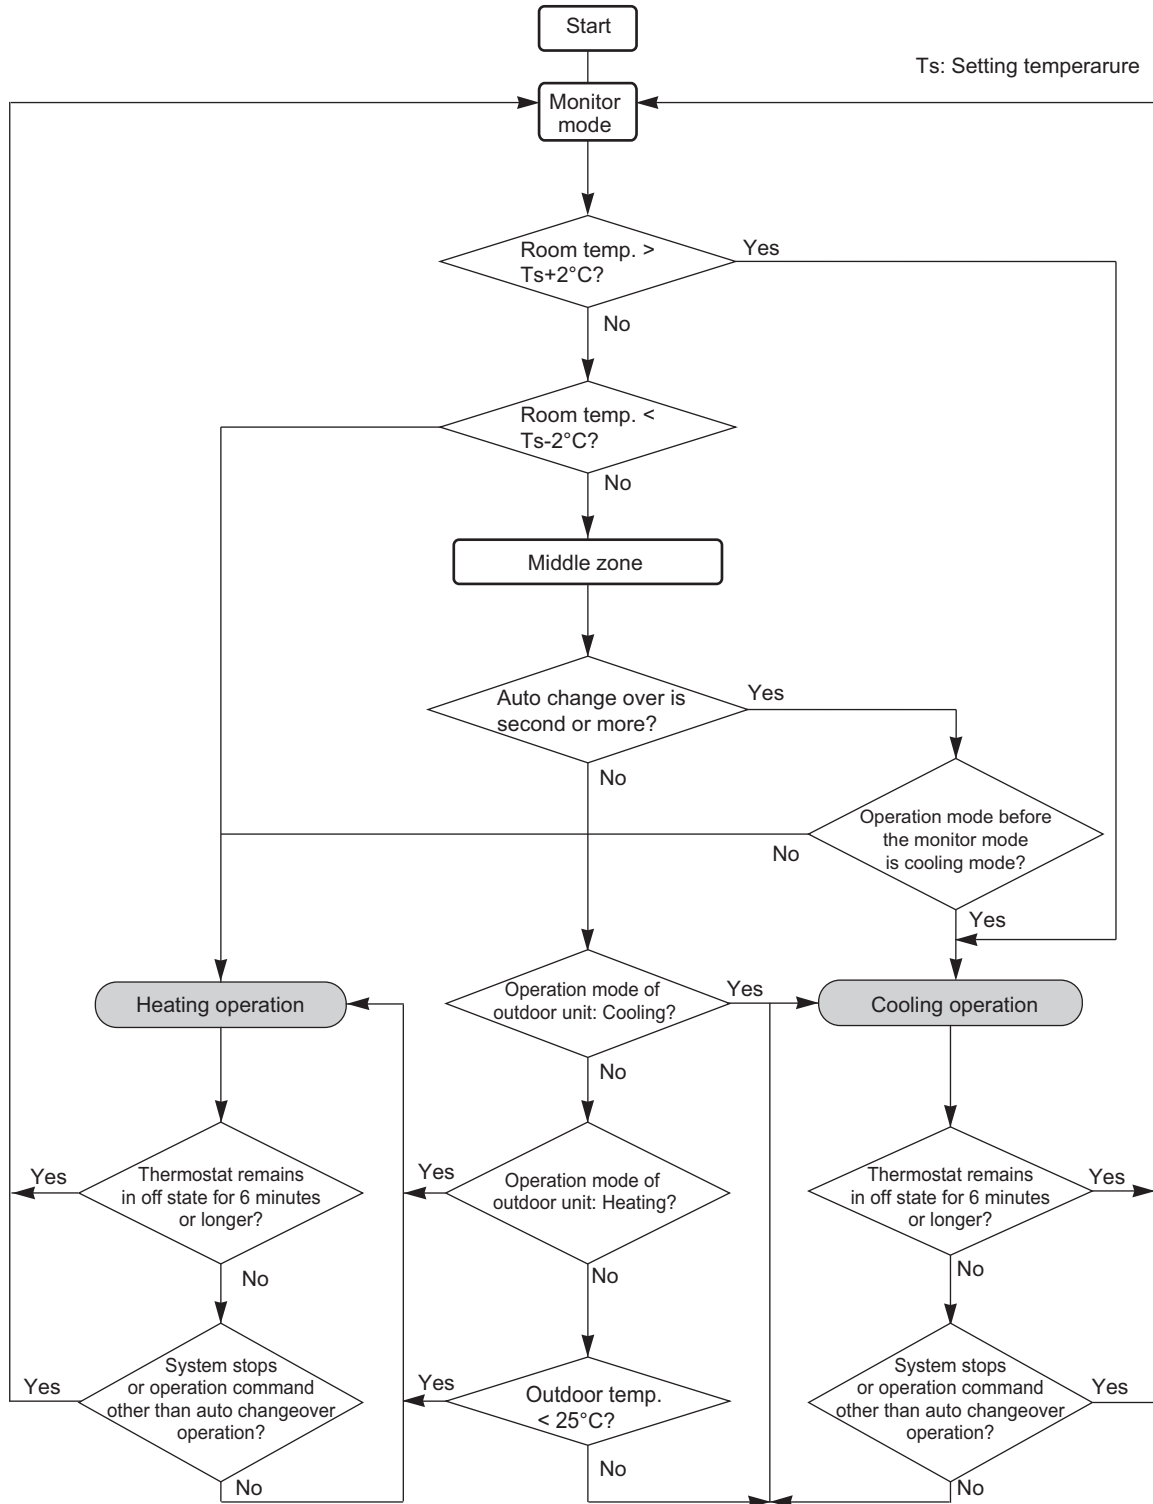 Start
Ts: Setting temperarure
Monitor
mode
Room temp. >
Ts+2°C?
Yes
No
Room temp. <
Ts-2°C?
No
Middle zone
Auto change over is
second or more?
Yes
No
Operation mode before
the monitor mode
is cooling mode?
No
Yes
Heating operation
Operation mode of
outdoor unit: Cooling?
Yes
Cooling operation
No
Yes
Thermostat remains
in off state for 6 minutes
or longer?
Yes
Operation mode of
outdoor unit: Heating?
Thermostat remains
in off state for 6 minutes
or longer?
Yes
No
No
No
Yes
System stops
or operation command
other than auto changeover
operation?
Yes
Outdoor temp.
< 25°C?
System stops
or operation command
other than auto changeover
operation?
Yes
No
No
No